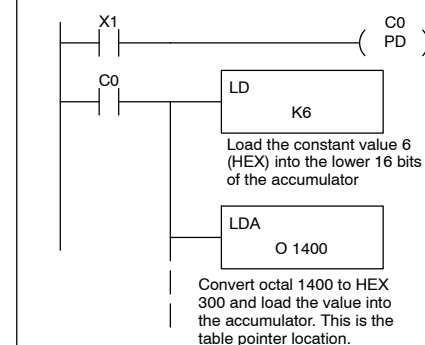 X1
C0
PD
C0
LD
K6
Load the constant value 6
(HEX) into the lower 16 bits
of the accumulator
LDA
O 1400
Convert octal 1400 to HEX
300 and load the value into
the accumulator. This is the
table pointer location.